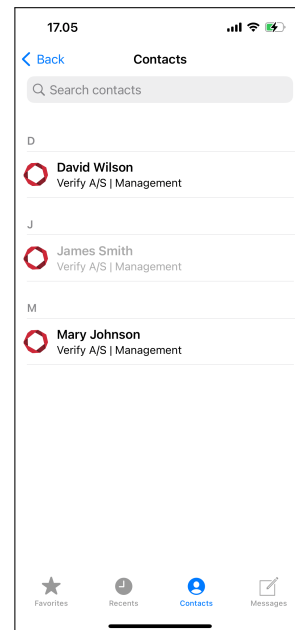 17.05
Back Contacts
Search contacts
D
David Wilson
Verify A/S | Management
J
James Smith
Verify A/S | Management
M
Mary Johnson
Verify A/S | Management
Favorites Recents Contacts Messages